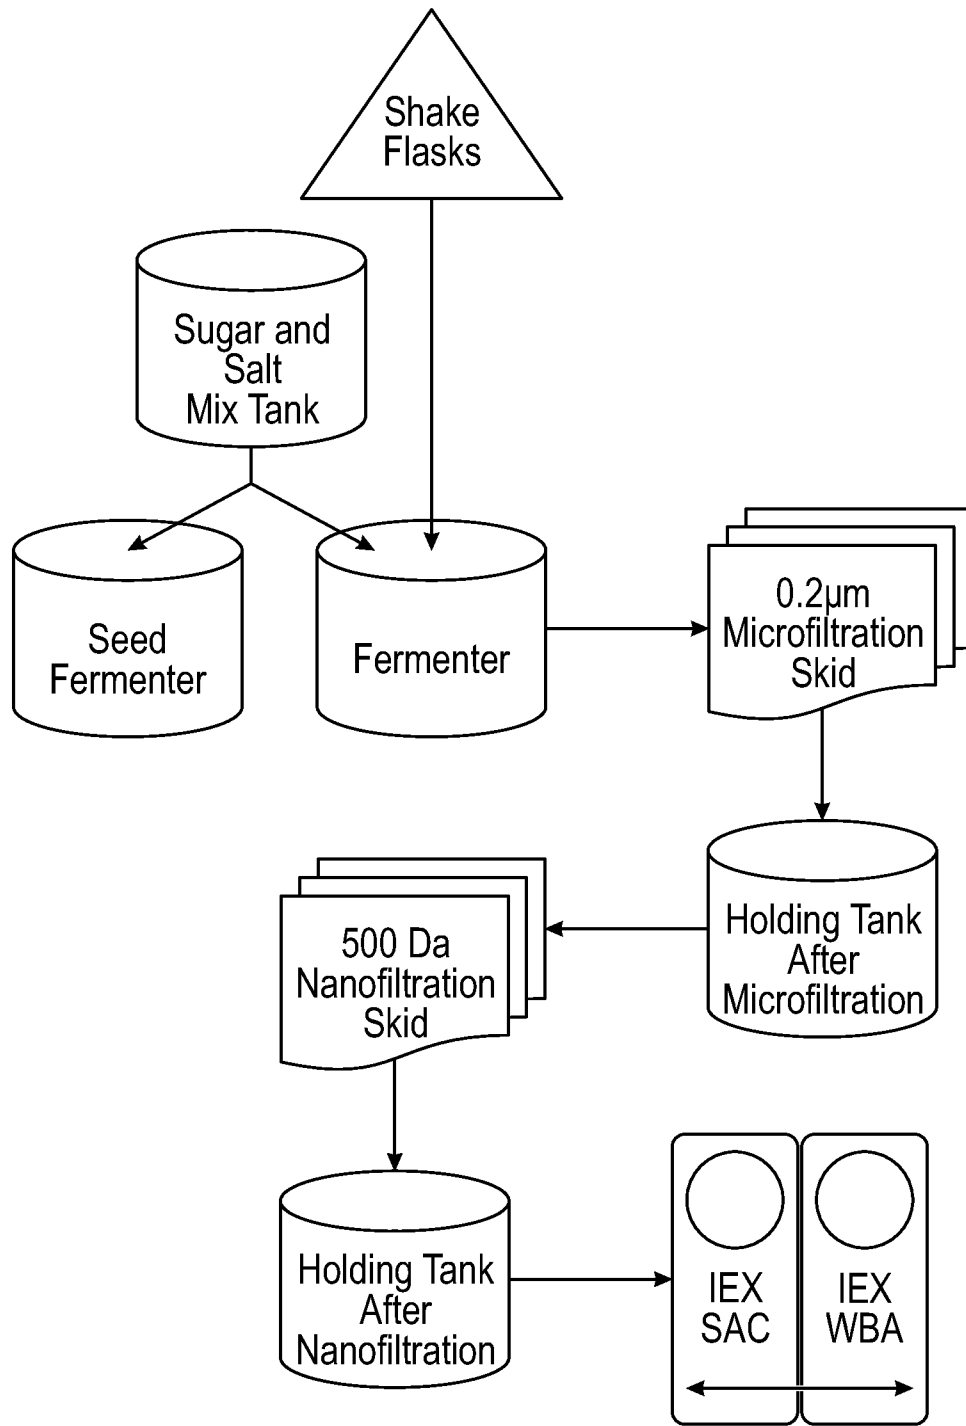 Shake
Flasks
Sugar and
Salt
Mix Tank
Seed
Fermenter
Fermenter
0.2µm
Microfiltration
Skid
Holding Tank
After
Microfiltration
500 Da
Nanofiltration
Skid
Holding Tank
After
Nanofiltration
IEX
SAC
IEX
WBA